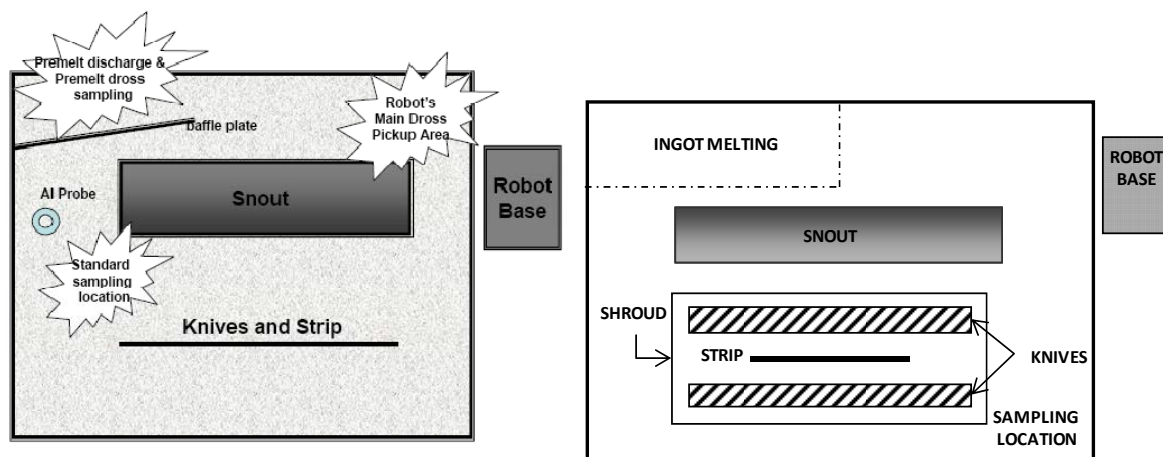 Premelt discharge &
Premelt dross
sampling
baffle plate
Robot's
Main Dross
Pickup Area
Al Probe
Snout
Robot
Base
Standard
sampling
location
Knives and Strip
INGOT MELTING
ROBOT
BASE
SNOUT
SHROUD
STRIP
KNIVES
SAMPLING
LOCATION